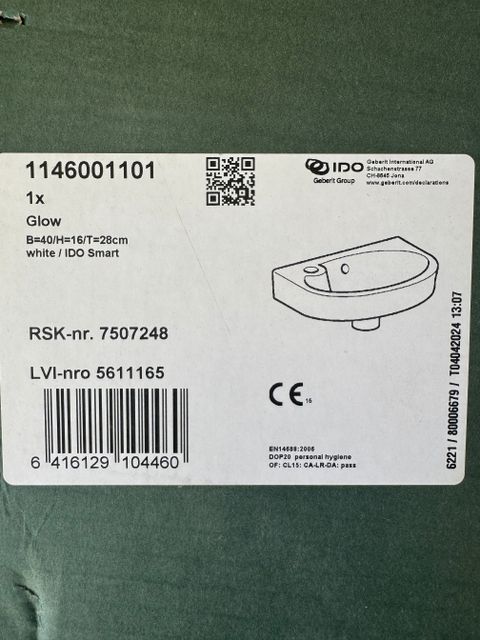 1146001101
1x
Glow
B=40/H=16/T=28cm
white / IDO Smart
IDO
Geberit Group
Geberit International AG
Schachenstrasse 77
CH-8645 Jona
www.geberit.com/declarations
RSK-nr. 7507248
LVI-nro 5611165
6 416129 104460
CE 15
EN14688:2006
DOP20 personal hygiene
OF: CL15: CA-LR-DA: pass
6221 / 80006679 / T04042024 13:07